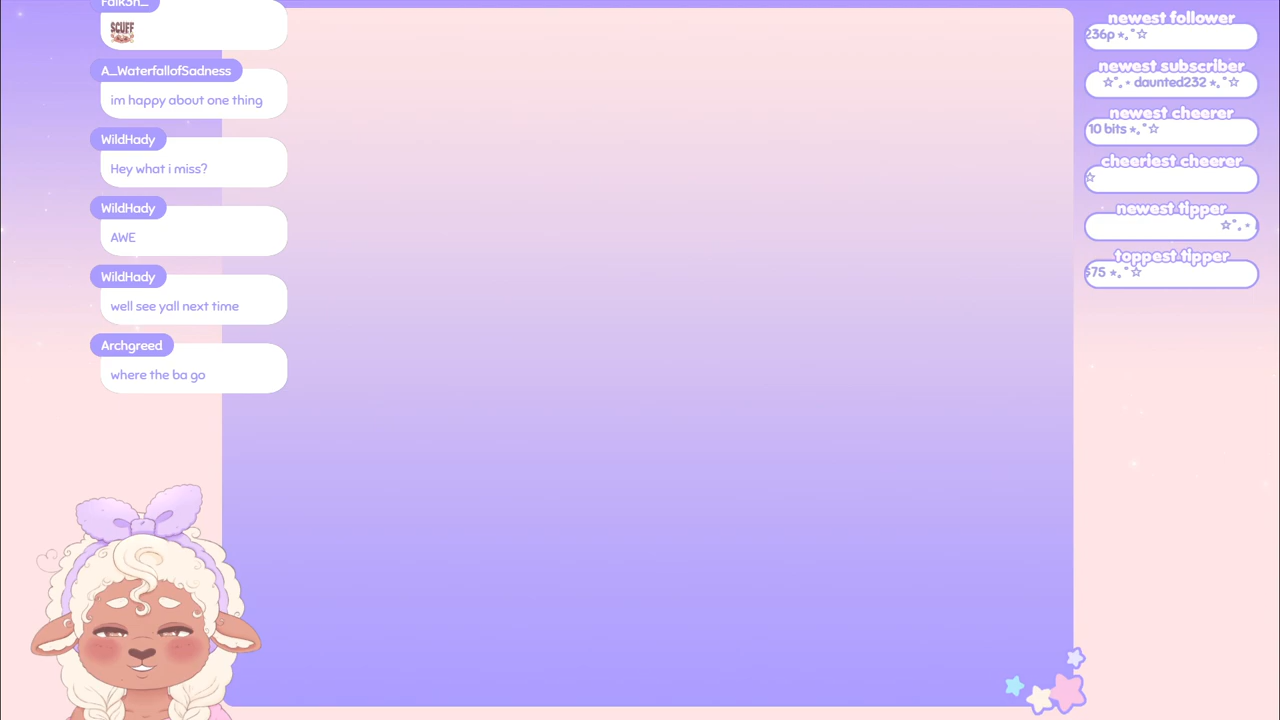 Falk3n_
SCUFF
A_WaterfallofSadness
im happy about one thing
WildHady
Hey what i miss?
WildHady
AWE
WildHady
well see yall next time
Archgreed
where the ba go
newest follower
236p ⋆｡˚☆
newest subscriber
☆˚｡⋆ daunted232 ⋆｡˚☆
newest cheerer
10 bits ⋆｡˚☆
cheeriest cheerer
☆
newest tipper
☆˚｡⋆
toppest tipper
$75 ⋆｡˚☆